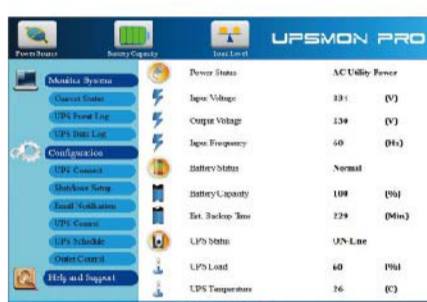 Power Source
Battery Capacity
Load Level
UPSMON PRO
Monitor System
Current Status
UPS Event Log
UPS Data Log
Configuration
UPS Connect
Shutdown Setup
Email Notification
UPS Control
UPS Schedule
Outlet Control
Help and Support
Power Status AC Utility Power
Input Voltage (V)
Output Voltage 130 (V)
Input Frequency 60 (Hz)
Battery Status Normal
Battery Capacity 100 (%)
Est. Backup Time 229 (Min)
UPS Status ON-Line
UPS Load 60 (%)
UPS Temperature 26 (C)